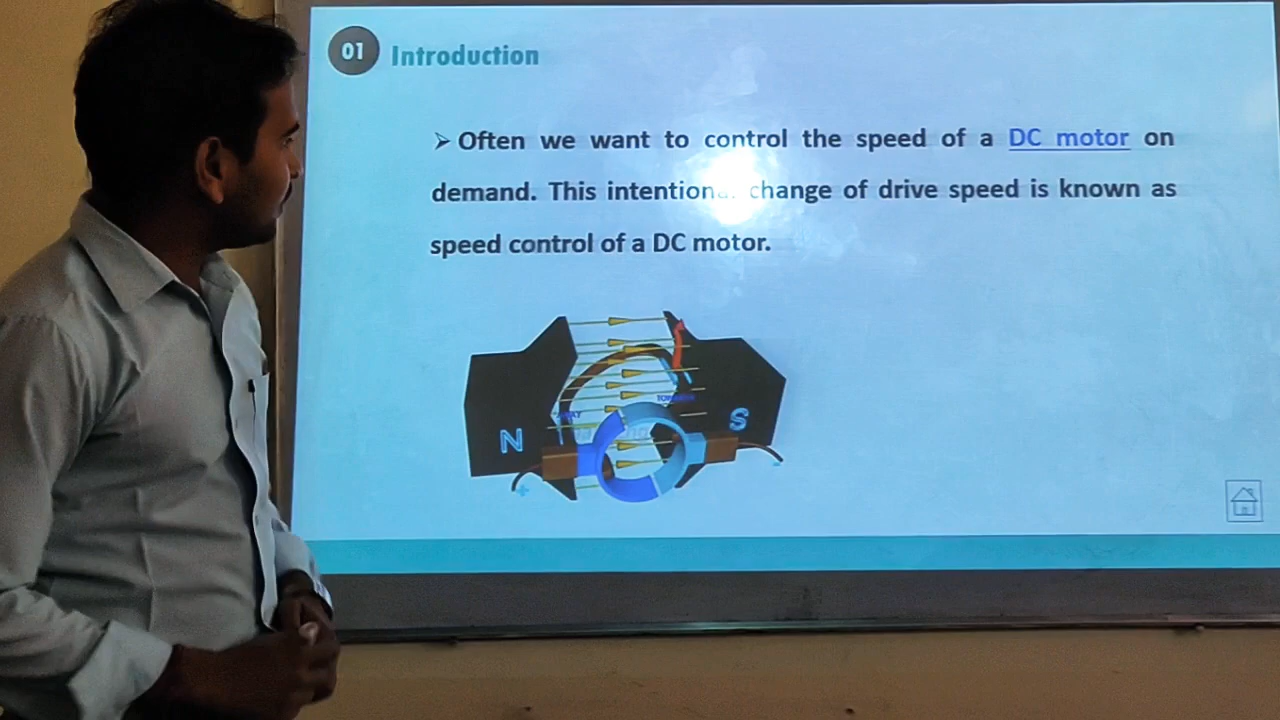 01 Introduction
➢ Often we want to control the speed of a DC motor on
demand. This change of drive speed is known as
speed control of a DC motor.
N
S
+
-